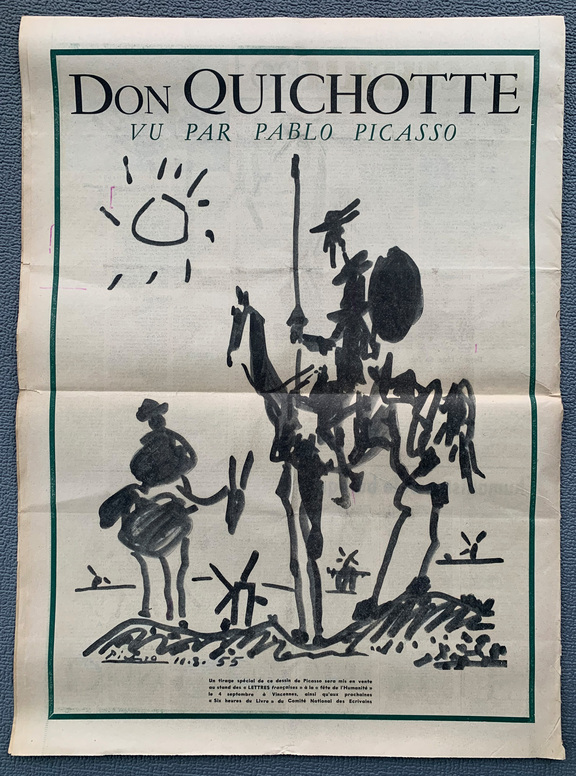 DON QUICHOTTE
VU PAR PABLO PICASSO
Picasso 10.8.55
Un tirage spécial de ce dessin de Picasso sera mis en vente
au stand des « LETTRES françaises » à la « fête de l'Humanité »
le 4 septembre à Vincennes, ainsi qu'aux prochaines
« Six heures du Livre » du Comité National des Ecrivains